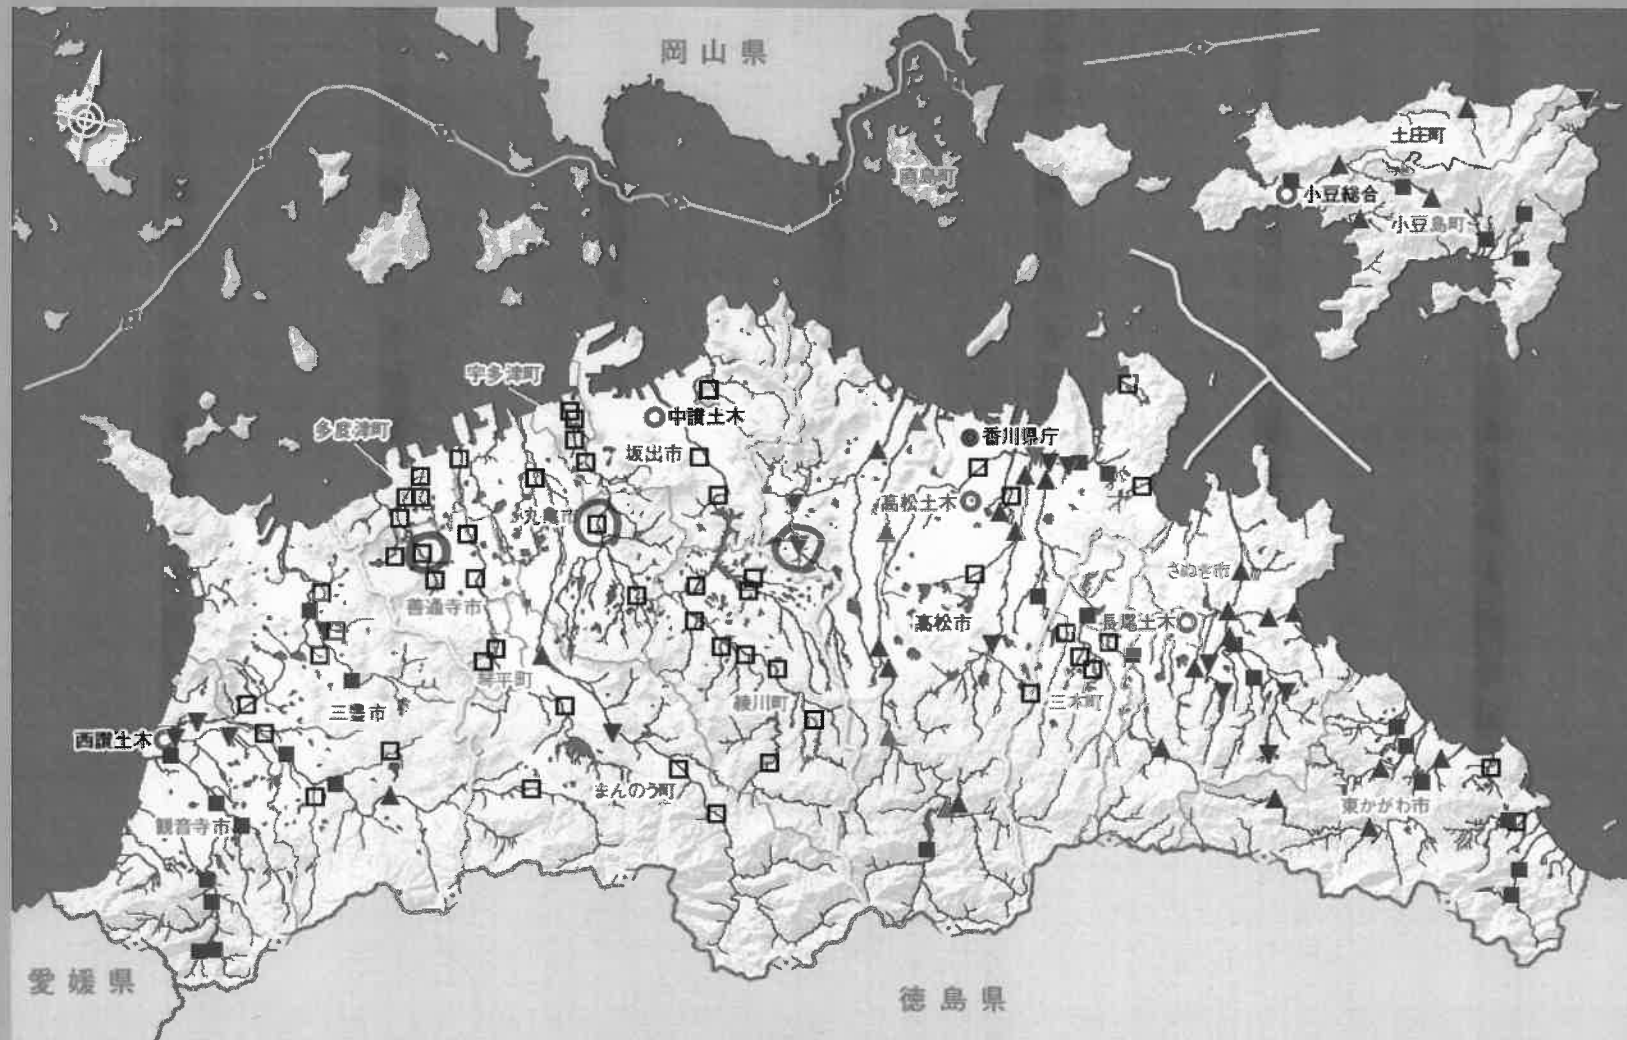 岡山県
土庄町
直島町
小豆総合
小豆島町
宇多津町
中讃土木
多度津町
香川県庁
坂出市
高松土木
丸亀市
さぬき市
善通寺市
高松市
長尾土木
琴平町
綾川町
三木町
三豊市
西讃土木
まんのう町
東かがわ市
観音寺市
愛媛県
徳島県